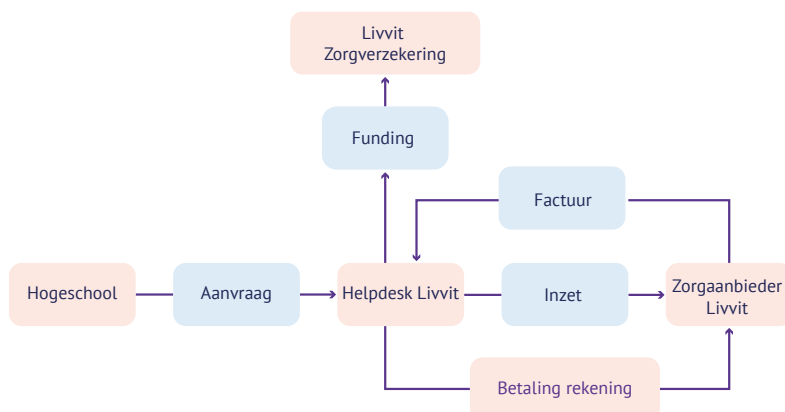 Livvit
Zorgverzekering
Funding
Factuur
Hogeschool
Aanvraag
Helpdesk Livvit
Inzet
Zorgaanbieder
Livvit
Betaling rekening